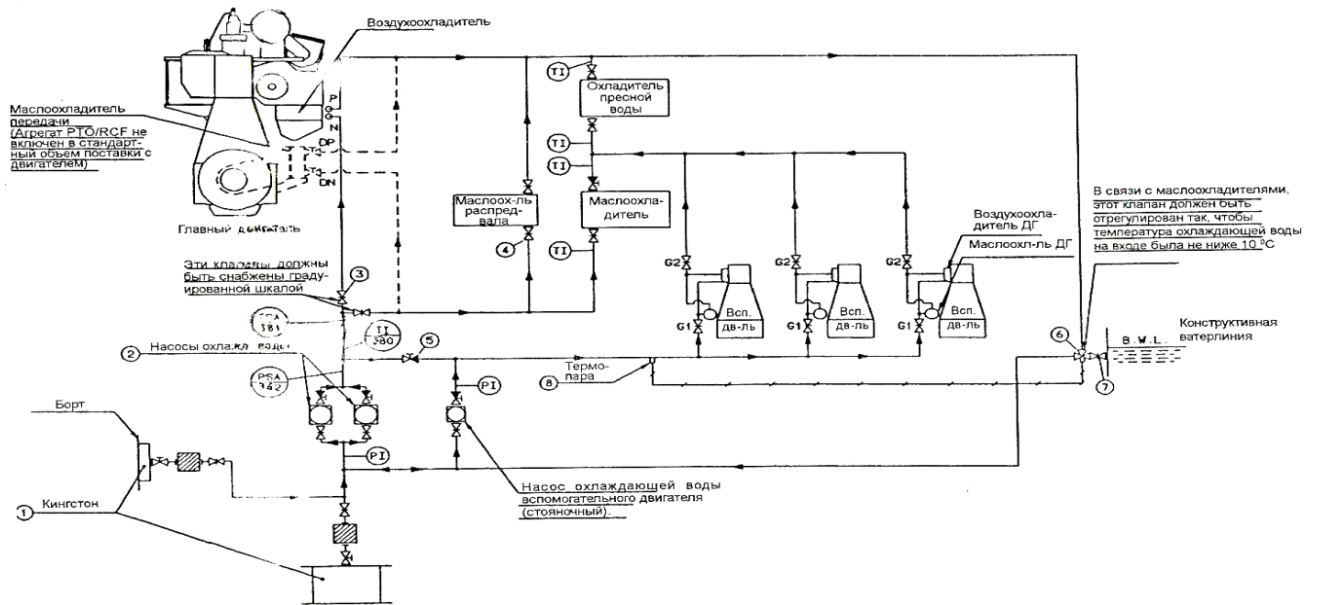 Воздухоохладитель
Маслоохладитель
передачи
(Агрегат PTO/RCF не
включен в стандарт-
ный объем поставки с
двигателем)
P
N
DP
DN
Главный двигатель
TI
Охладитель
пресной
воды
TI
TI
Маслоох-ль
распред-
вала
Маслоохла-
дитель
4
TI
В связи с маслоохладителями,
этот клапан должен быть
отрегулирован так, чтобы
температура охлаждающей воды
на входе была не ниже 10 °C
Воздухоохла-
дитель ДГ
Маслоохл-ль ДГ
Эти клапаны должны
быть снабжены граду-
ированной шкалой
3
G2
G2
G2
G1
G1
G1
Всп.
дв-ль
Всп.
дв-ль
Всп.
дв-ль
381
TI
380
2
Насосы охлажд. воды
5
PSA
342
PI
Термо-
пара
8
6
7
Конструктивная
ватерлиния
B.W.L.
Борт
PI
1
Кингстон
Насос охлаждающей воды
вспомогательного двигателя
(стояночный).